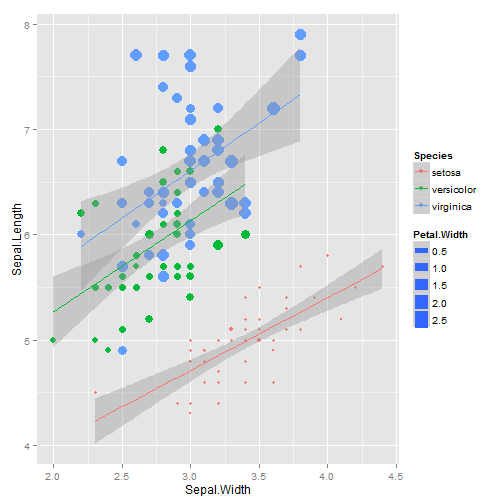 8
7
6
5
4
Sepal.Length
2.0 2.5 3.0 3.5 4.0 4.5
Sepal.Width
Species
setosa
versicolor
virginica
Petal.Width
0.5
1.0
1.5
2.0
2.5